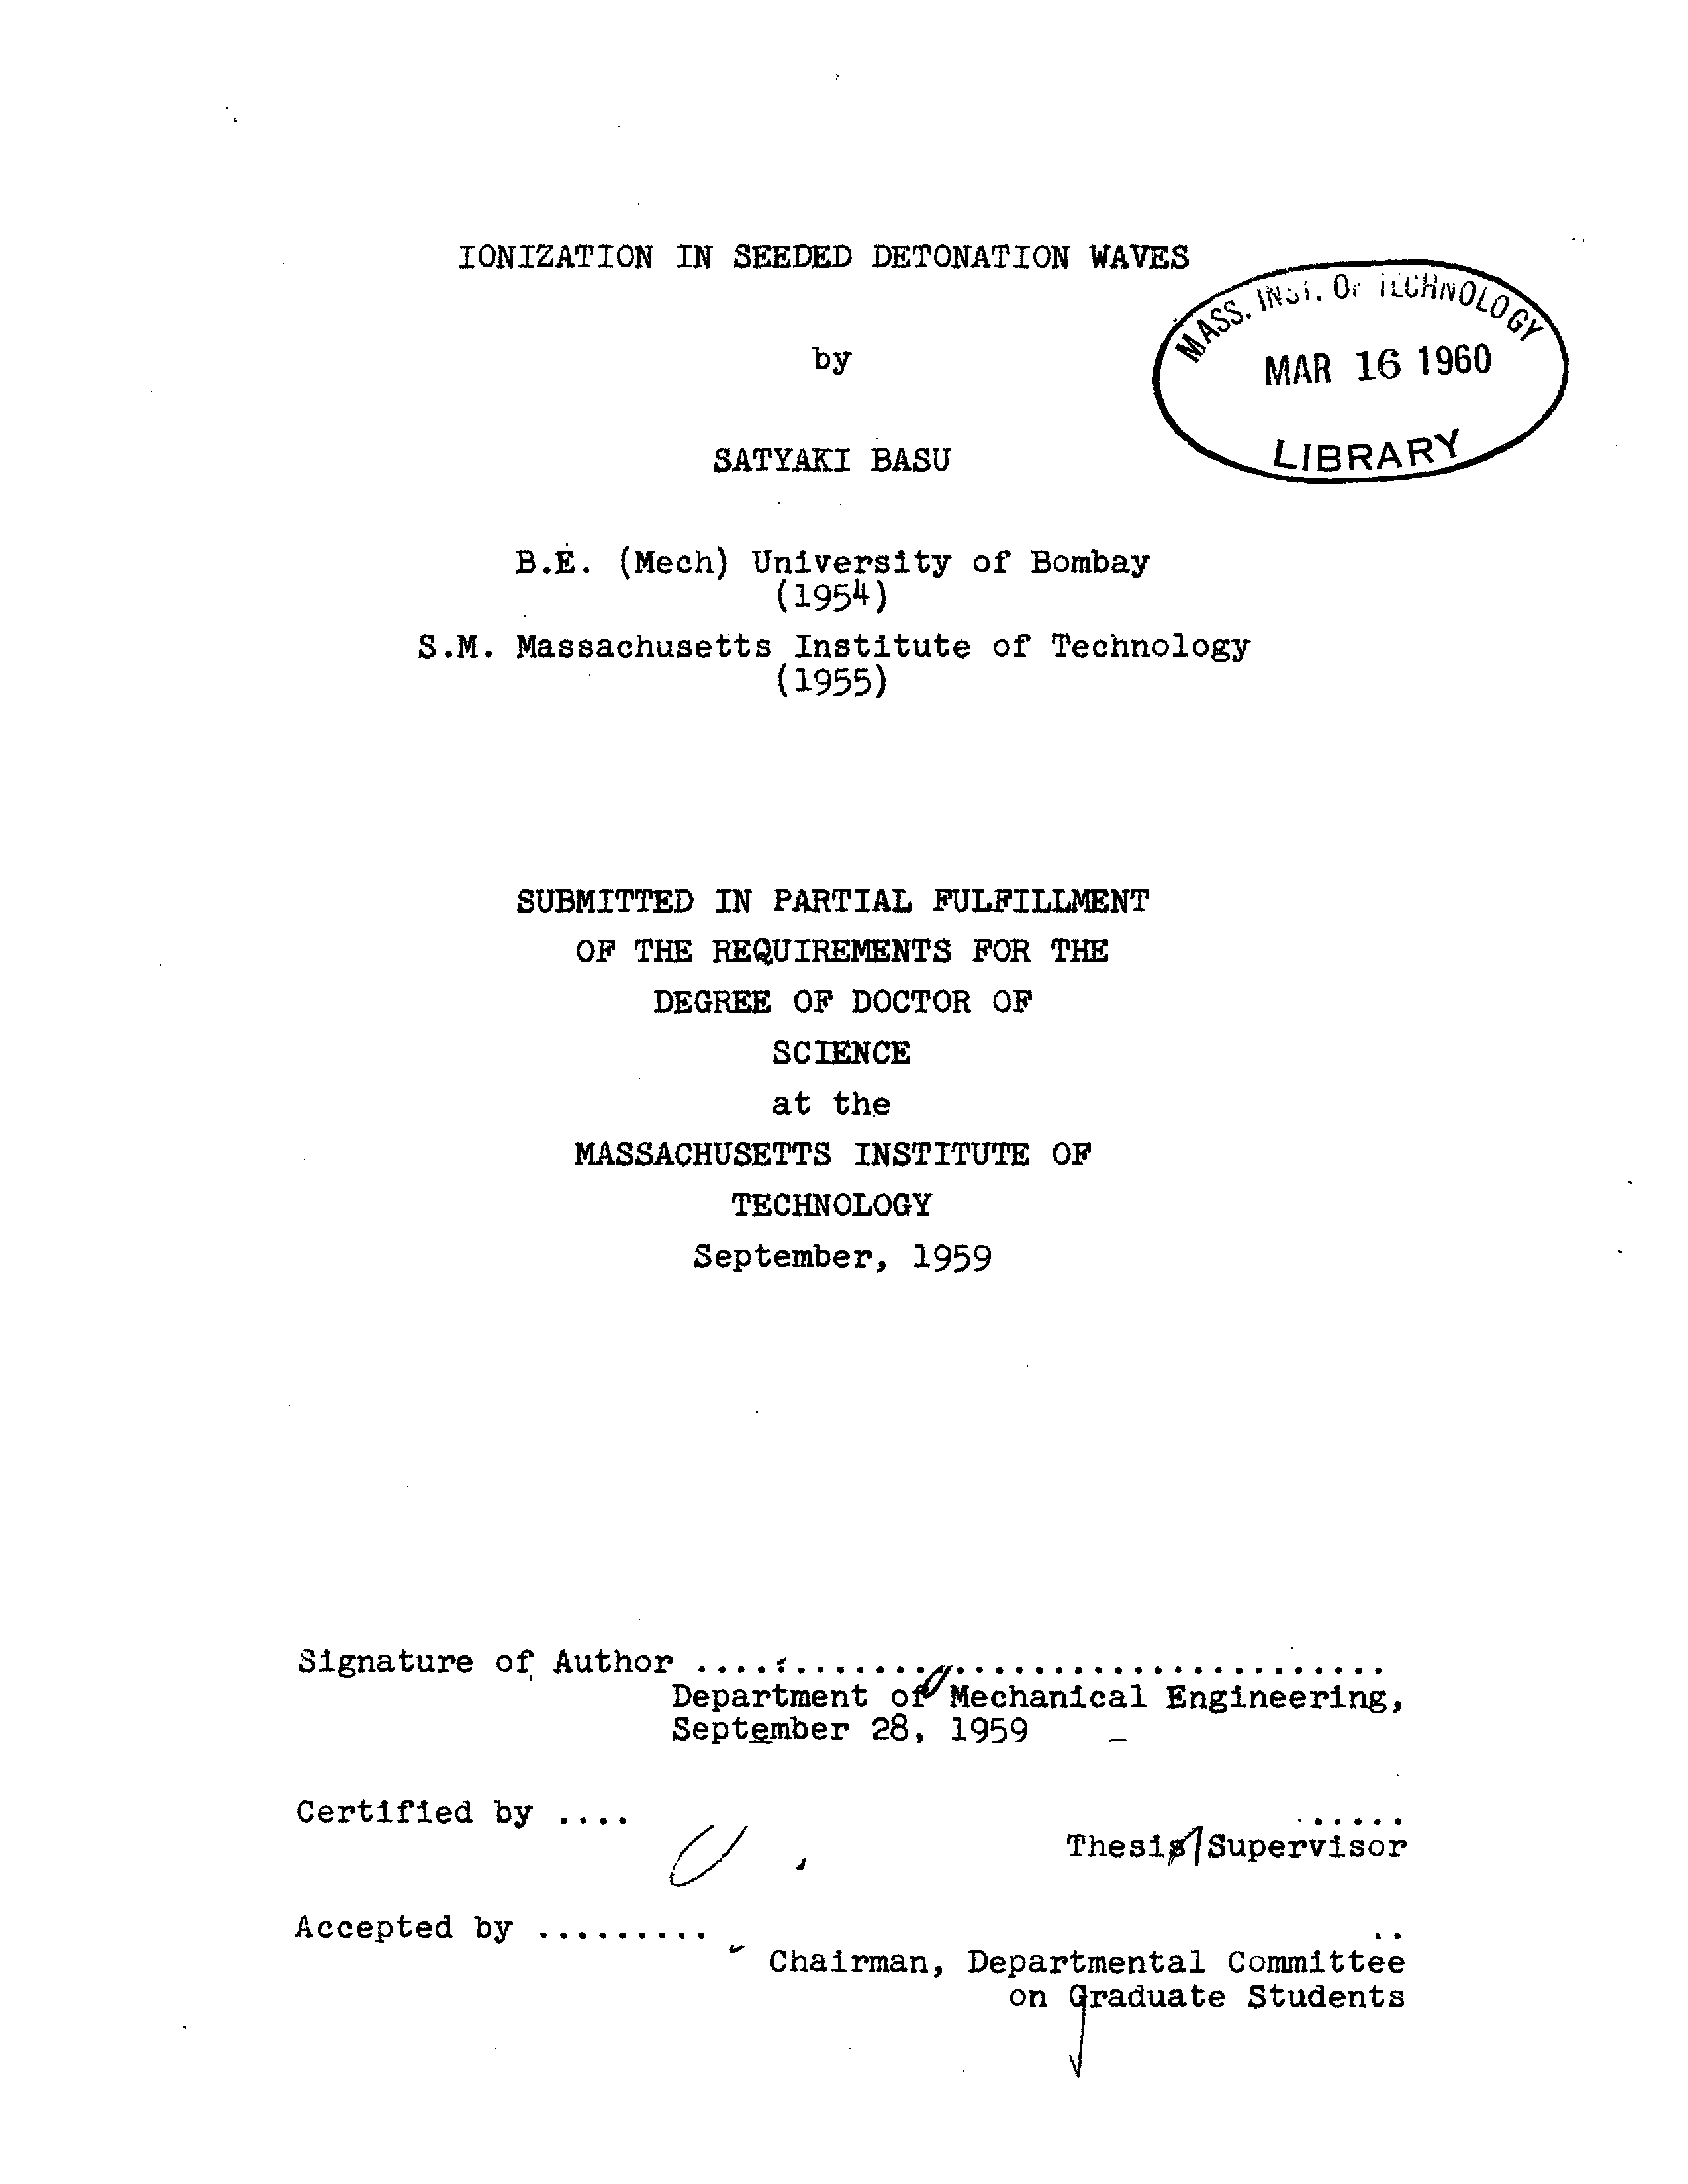 IONIZATION IN SEEDED DETONATION WAVES
MASS. INST. OF TECHNOLOGY
MAR 16 1960
LIBRARY
by
SATYAKI BASU
B.E. (Mech) University of Bombay
(1954)
S.M. Massachusetts Institute of Technology
(1955)
SUBMITTED IN PARTIAL FULFILLMENT
OF THE REQUIREMENTS FOR THE
DEGREE OF DOCTOR OF
SCIENCE
at the
MASSACHUSETTS INSTITUTE OF
TECHNOLOGY
September, 1959
Signature of Author ....:..............................
Department of Mechanical Engineering,
September 28, 1959
Certified by .... ......
Thesis Supervisor
Accepted by ......... ..
Chairman, Departmental Committee
on Graduate Students